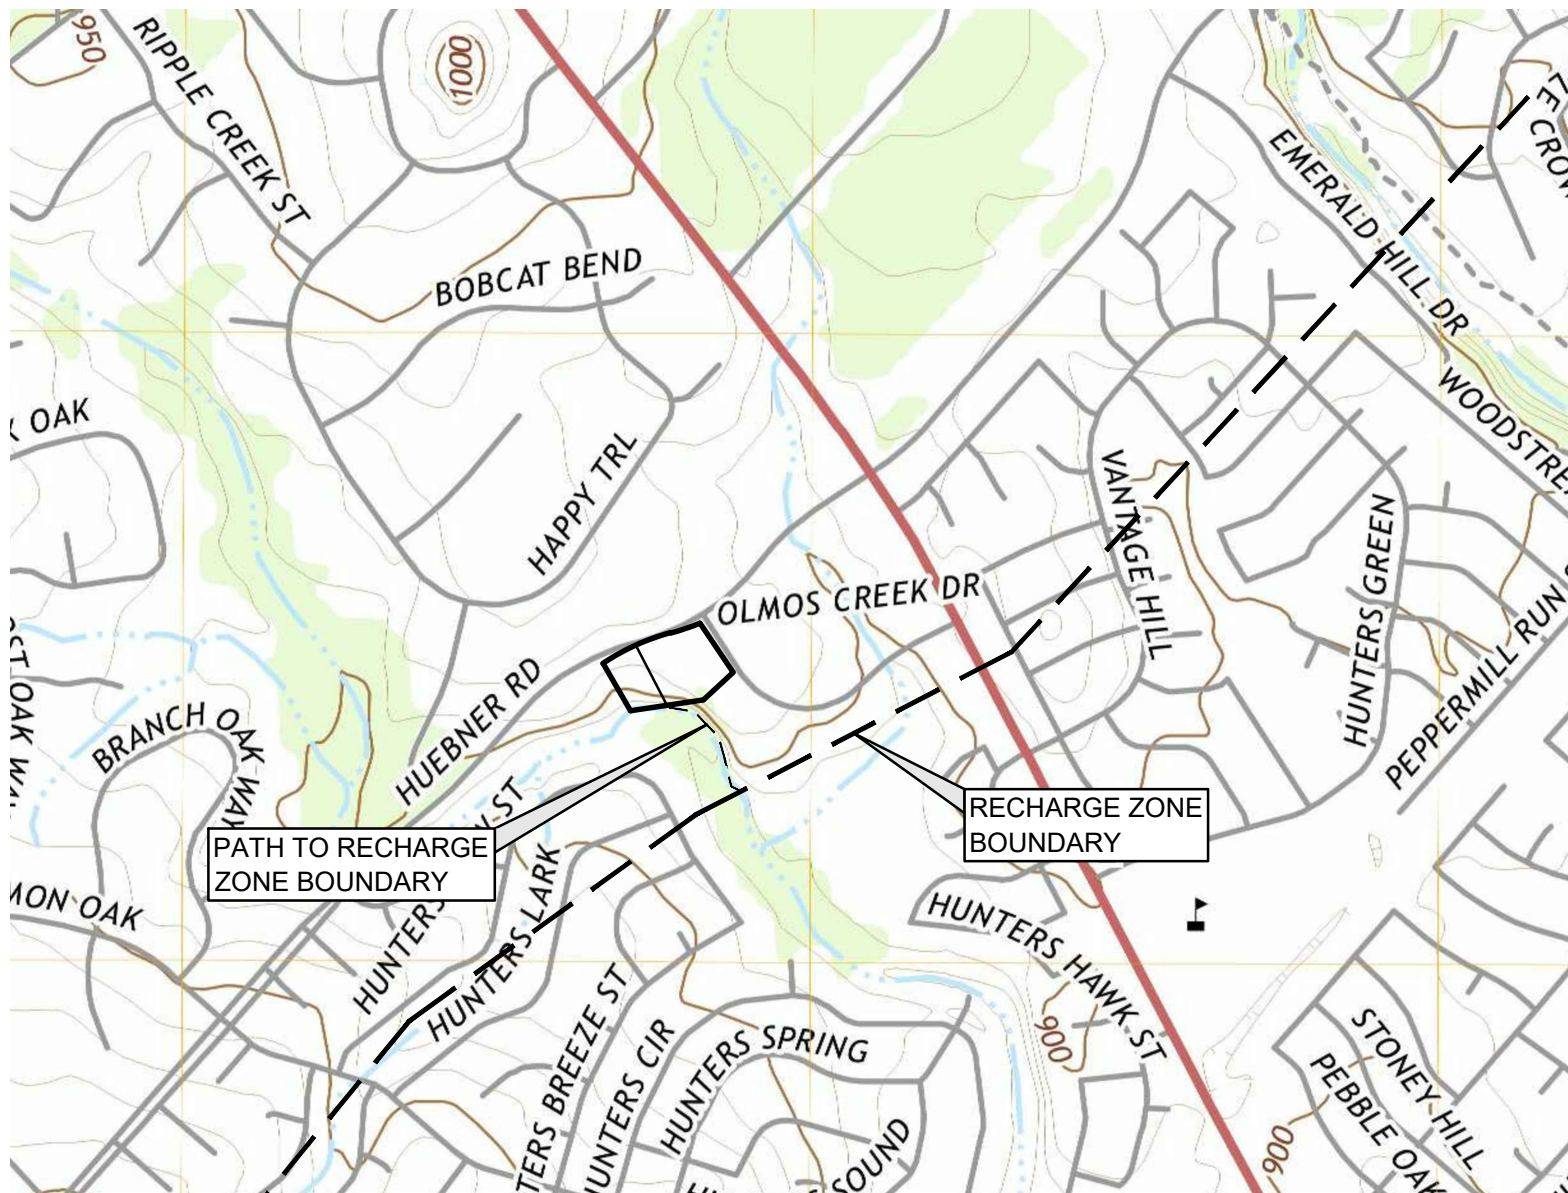 950
RIPPLE CREEK ST
1000
EMERALD HILL DR
BOBCAT BEND
OAK
WOODSTRE
HAPPY TRL
VANTAGE HILL
HUNTERS GREEN
OLMOS CREEK DR
PEPPERMILL RUN
HUEBNER RD
BRANCH OAK WAY
OAK
PATH TO RECHARGE
ZONE BOUNDARY
RECHARGE ZONE
BOUNDARY
MON OAK
HUNTERS
ST
HUNTERS LARK
HUNTERS HAWK ST
TERS BREEZE ST
HUNTERS CIR
HUNTERS SPRING
900
STONEY HILL
PEBBLE OAK
SOUND
900